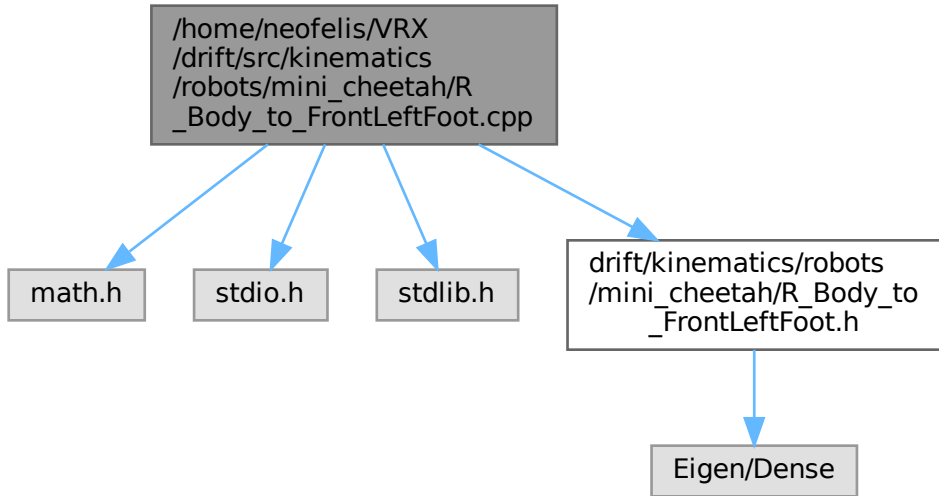 /home/neofelis/VRX
/drift/src/kinematics
/robots/mini_cheetah/R
_Body_to_FrontLeftFoot.cpp
math.h
stdio.h
stdlib.h
drift/kinematics/robots
/mini_cheetah/R_Body_to
_FrontLeftFoot.h
Eigen/Dense